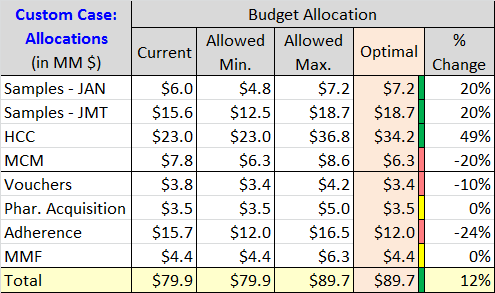 Custom Case: Budget Allocation
Allocations Allowed Allowed %
(in MM $) Current Min. Max. Optimal Change
Samples - JAN $6.0 $4.8 $7.2 $7.2 20%
Samples - JMT $15.6 $12.5 $18.7 $18.7 20%
HCC $23.0 $23.0 $36.8 $34.2 49%
MCM $7.8 $6.3 $8.6 $6.3 -20%
Vouchers $3.8 $3.4 $4.2 $3.4 -10%
Phar. Acquisition $3.5 $3.5 $5.0 $3.5 0%
Adherence $15.7 $12.0 $16.5 $12.0 -24%
MMF $4.4 $4.4 $6.3 $4.4 0%
Total $79.9 $79.9 $89.7 $89.7 12%